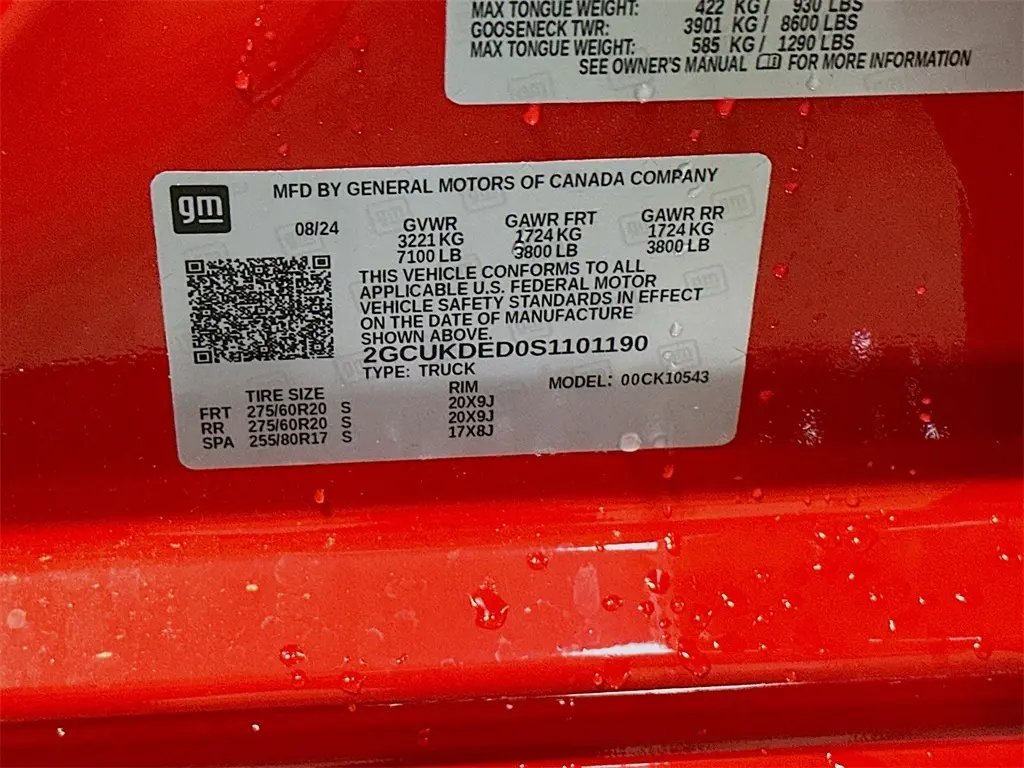 MAX TONGUE WEIGHT: 422 KG / 930 LBS
GOOSENECK TWR: 3901 KG / 8600 LBS
MAX TONGUE WEIGHT: 585 KG / 1290 LBS
SEE OWNER'S MANUAL FOR MORE INFORMATION
gm
MFD BY GENERAL MOTORS OF CANADA COMPANY
08/24 GVWR GAWR FRT GAWR RR
3221 KG 1724 KG 1724 KG
7100 LB 3800 LB 3800 LB
THIS VEHICLE CONFORMS TO ALL
APPLICABLE U.S. FEDERAL MOTOR
VEHICLE SAFETY STANDARDS IN EFFECT
ON THE DATE OF MANUFACTURE
SHOWN ABOVE.
2GCUKDED0S1101190
TYPE: TRUCK MODEL: 00CK10543
TIRE SIZE RIM
FRT 275/60R20 S 20X9J
RR 275/60R20 S 20X9J
SPA 255/80R17 S 17X8J